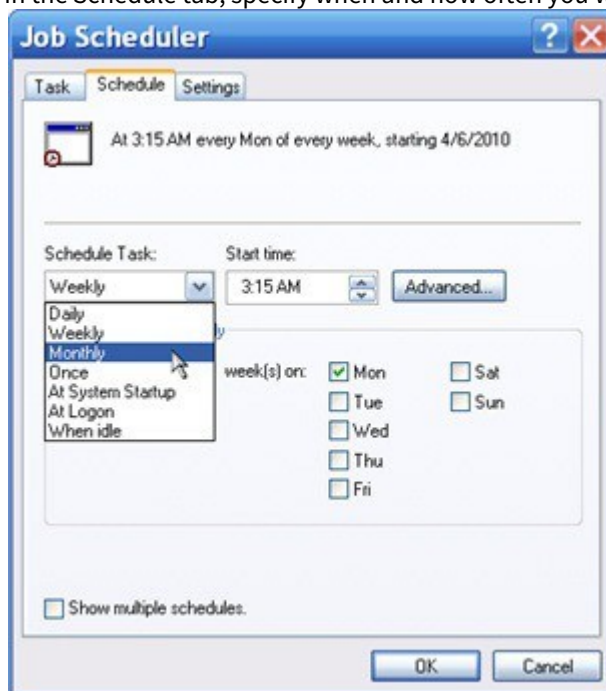 in the Schedule tab, specify when and how often you
Job Scheduler
Task Schedule Settings
At 3:15 AM every Mon of every week, starting 4/6/2010
Schedule Task: Start time:
Weekly 3:15 AM Advanced...
Daily
Weekly
Monthly
Once week(s) on: Mon Sat
At System Startup Tue Sun
At Logon Wed
When idle Thu
Fri
Show multiple schedules.
OK Cancel